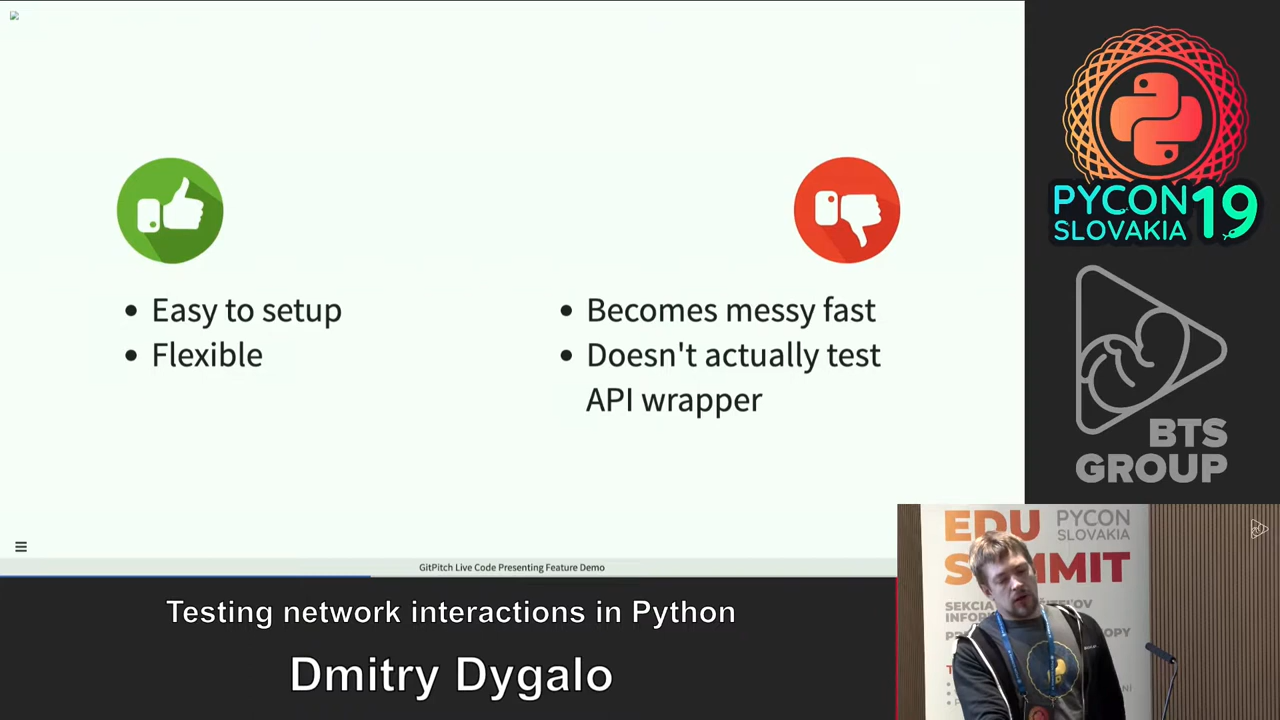 Easy to setup
Flexible
Becomes messy fast
Doesn't actually test
API wrapper
GitPitch Live Code Presenting Feature Demo
Testing network interactions in Python
Dmitry Dygalo
PYCON 19
SLOVAKIA
BTS
GROUP
EDU PYCON
SLOVAKIA
SEKCIA